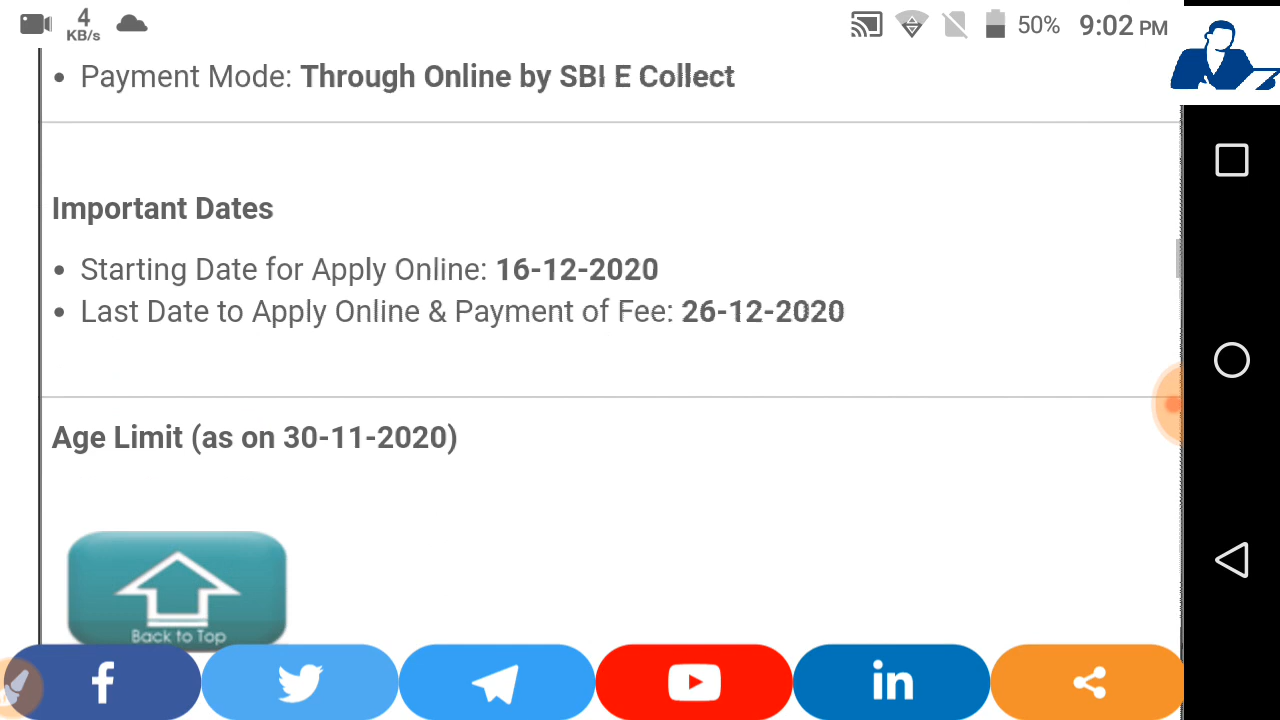 4
KB/s
50% 9:02 PM
• Payment Mode: Through Online by SBI E Collect
Important Dates
• Starting Date for Apply Online: 16-12-2020
• Last Date to Apply Online & Payment of Fee: 26-12-2020
Age Limit (as on 30-11-2020)
Back to Top
f
in